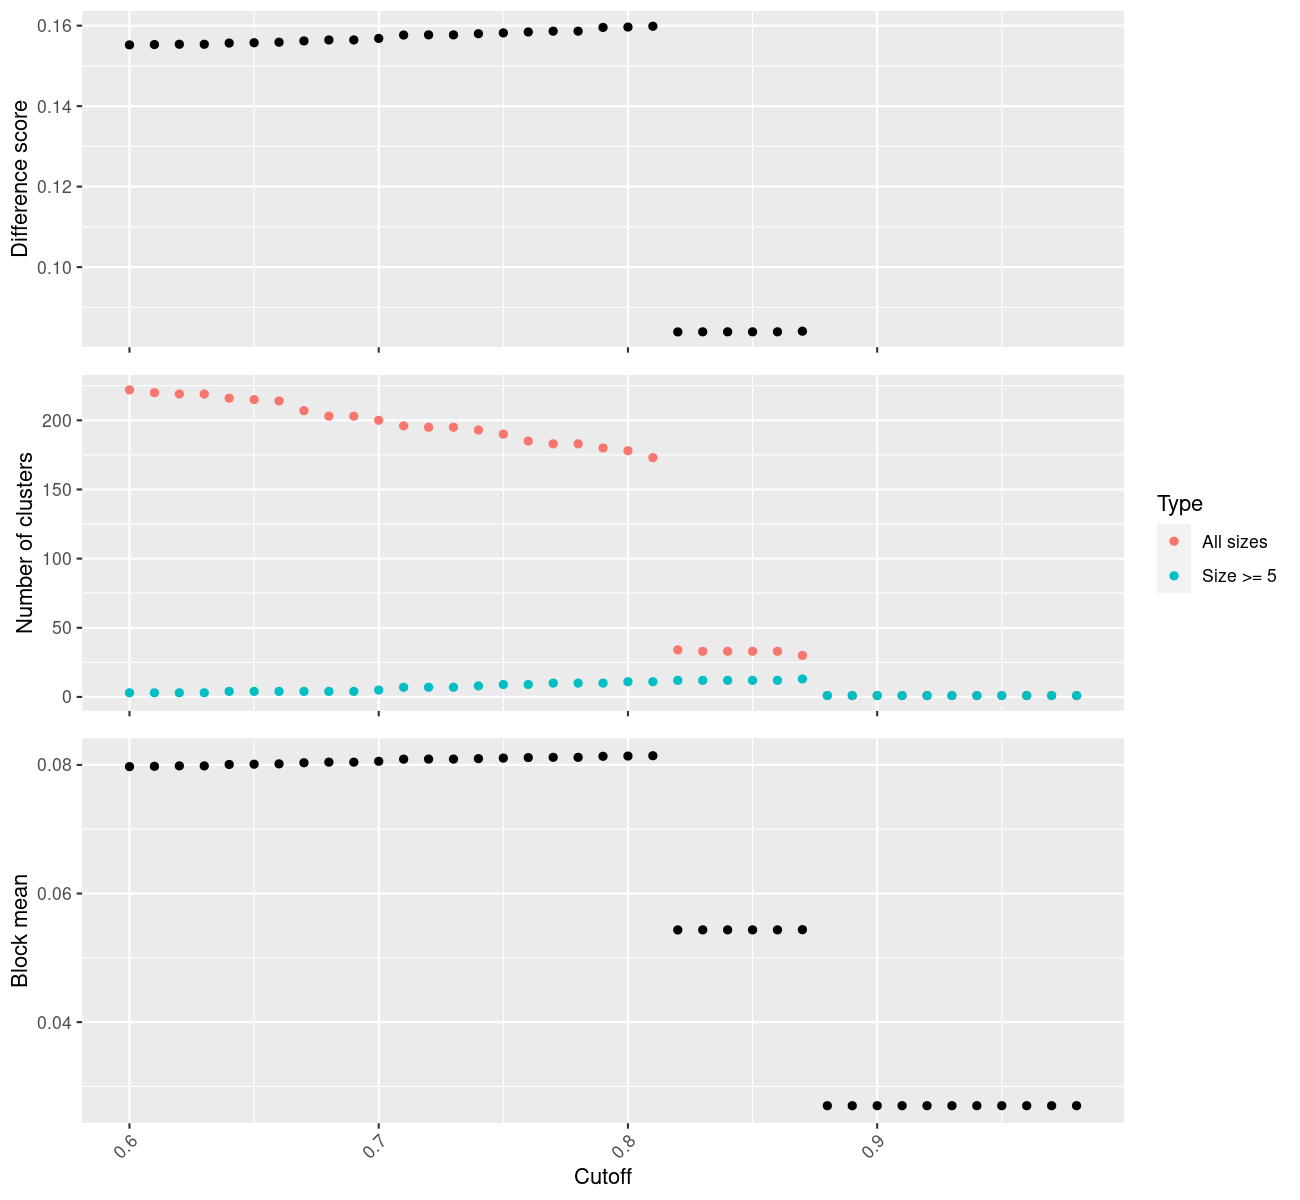 0.16
0.14
0.12
0.10
Difference score
200
150
100
50
0
Number of clusters
Type
All sizes
Size >= 5
0.08
0.06
0.04
Block mean
0.6
0.7
0.8
0.9
Cutoff